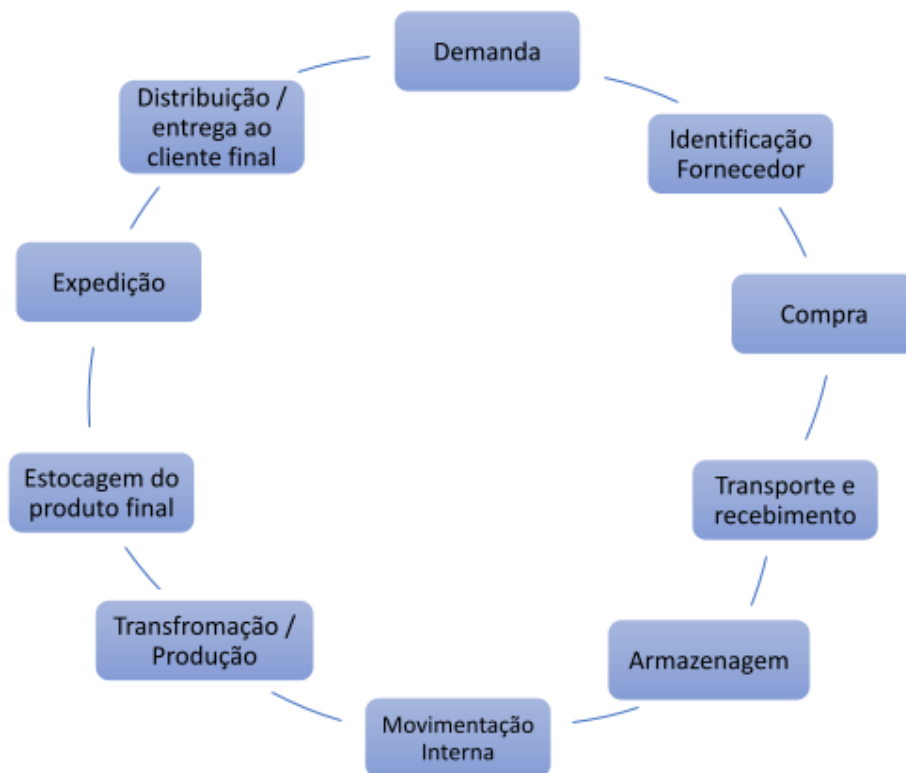 Demanda
Identificação
Fornecedor
Compra
Transporte e
recebimento
Armazenagem
Movimentação
Interna
Transfromação /
Produção
Estocagem do
produto final
Expedição
Distribuição /
entrega ao
cliente final